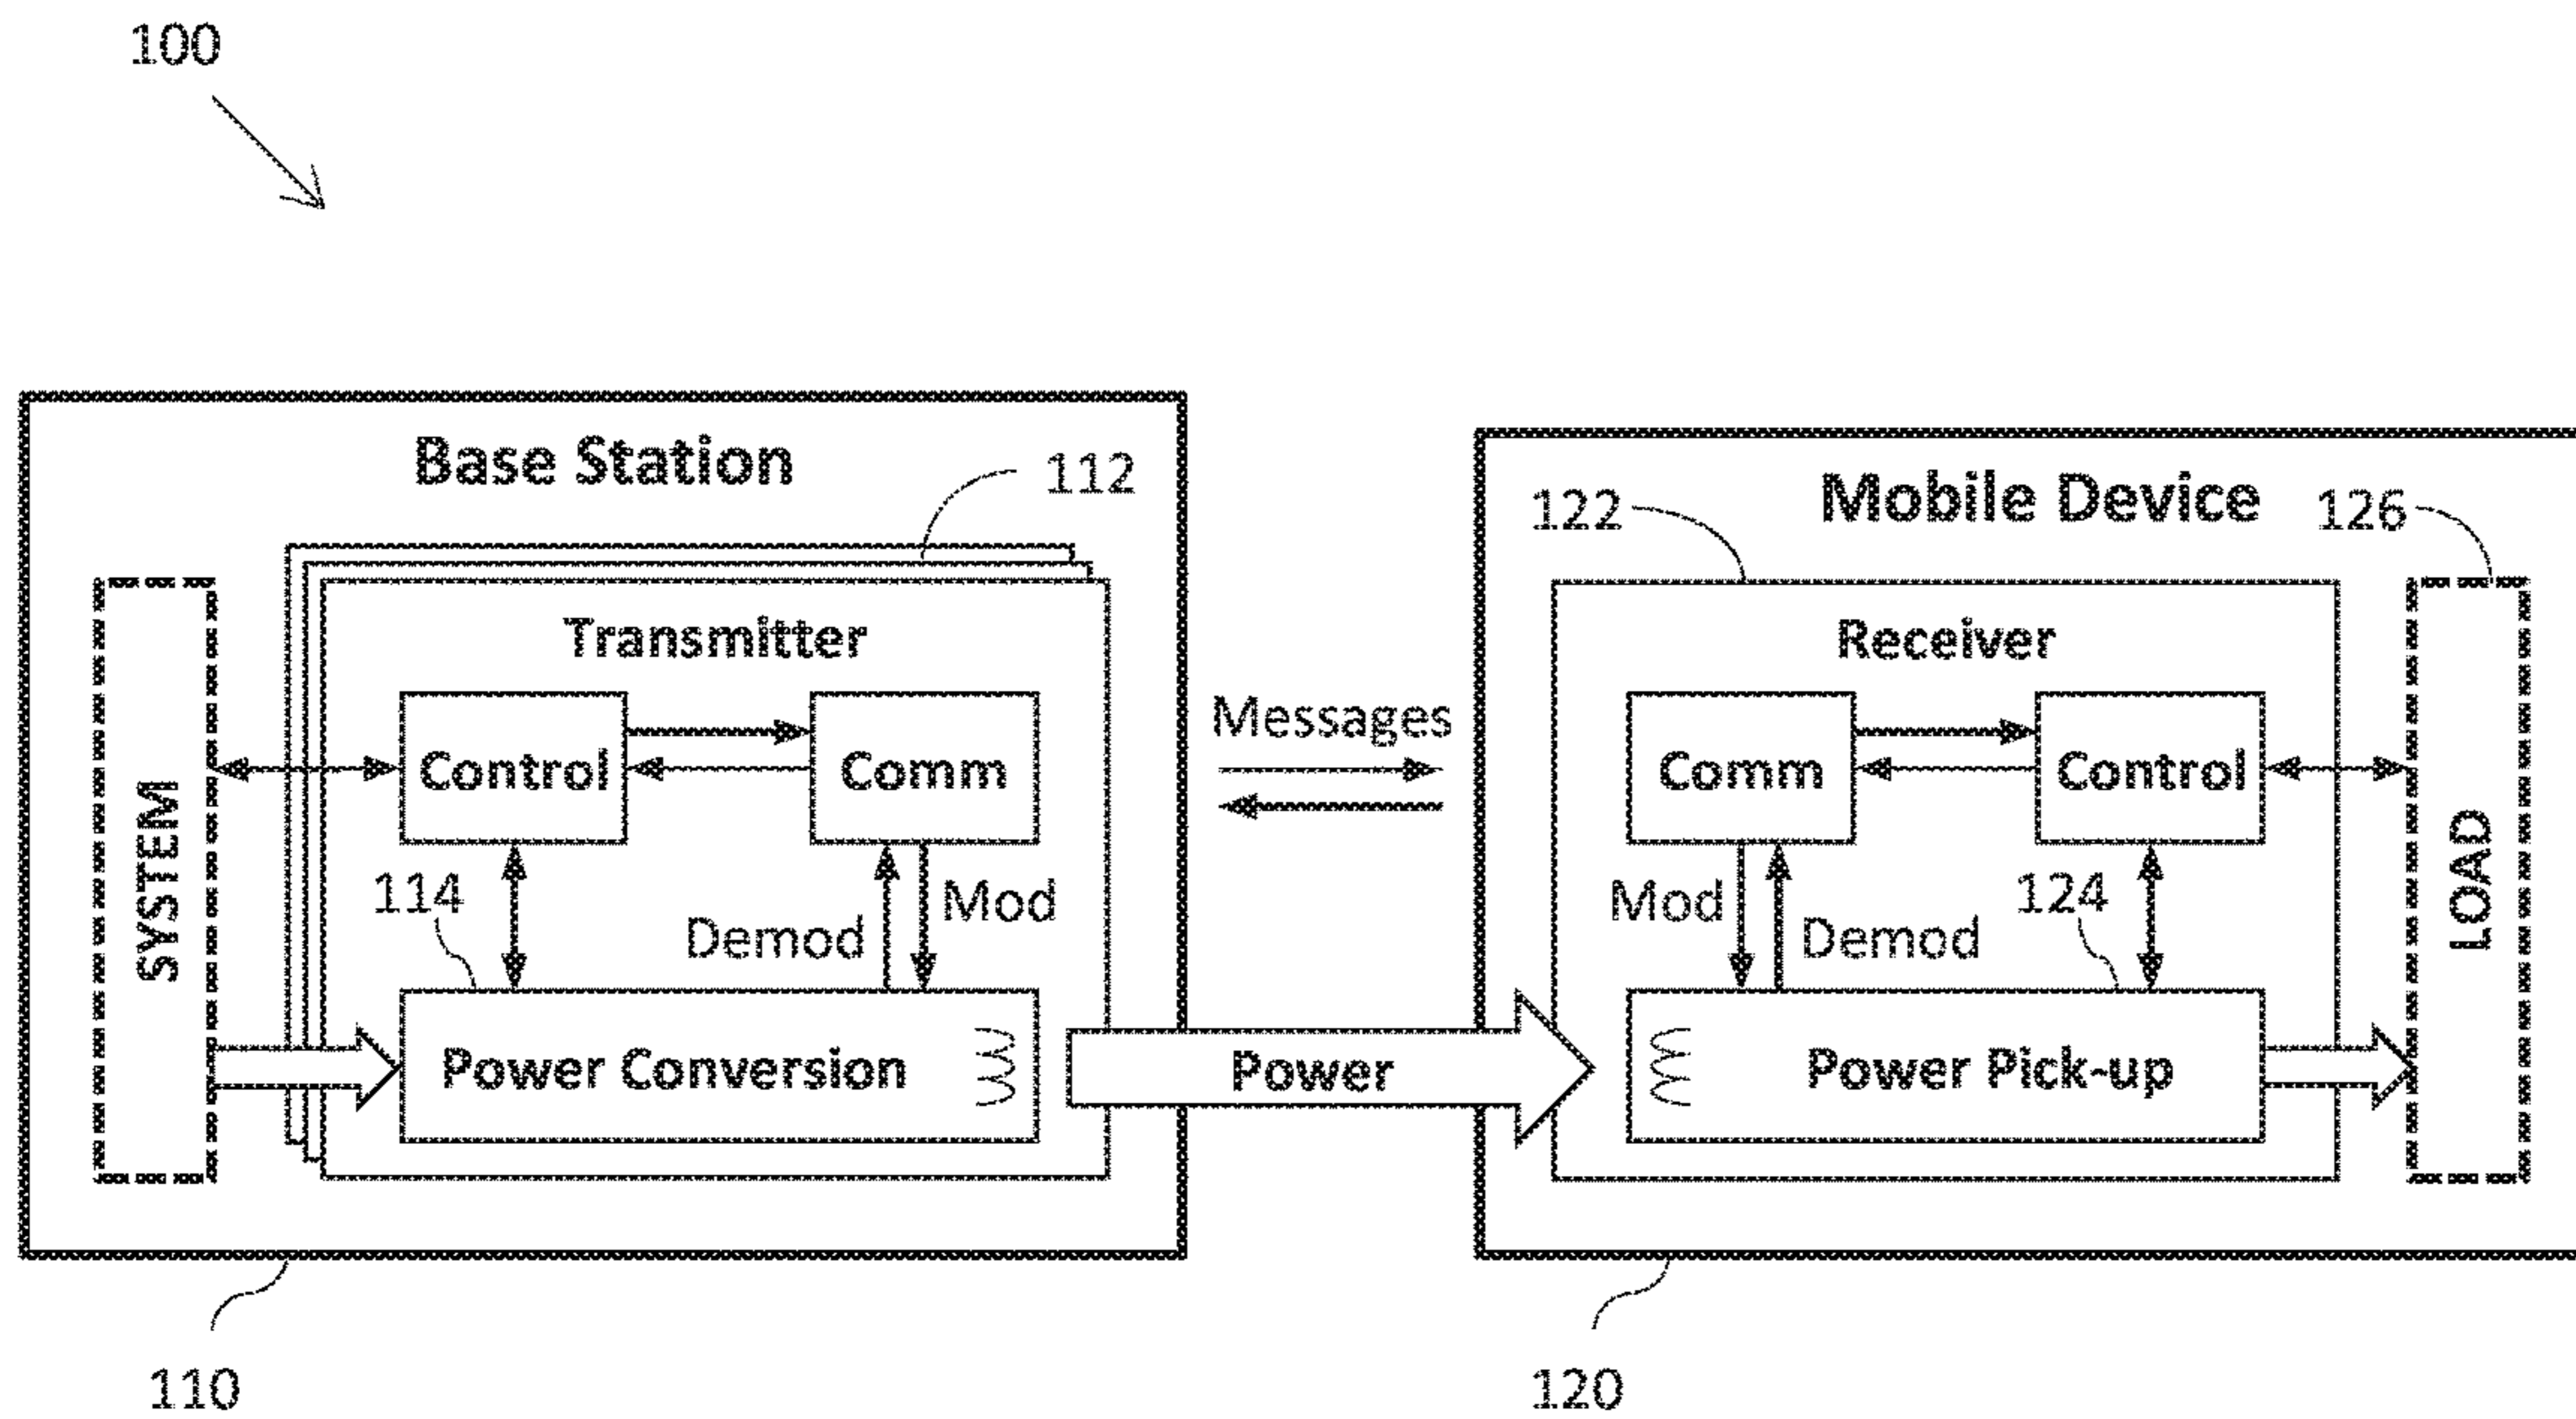 100
Base Station
112
Mobile Device
122
126
Transmitter
Receiver
Messages
Control
Comm
Comm
Control
SYSTEM
LOAD
114
Demod
Mod
Mod
Demod
124
Power Conversion
Power
Power Pick-up
110
120